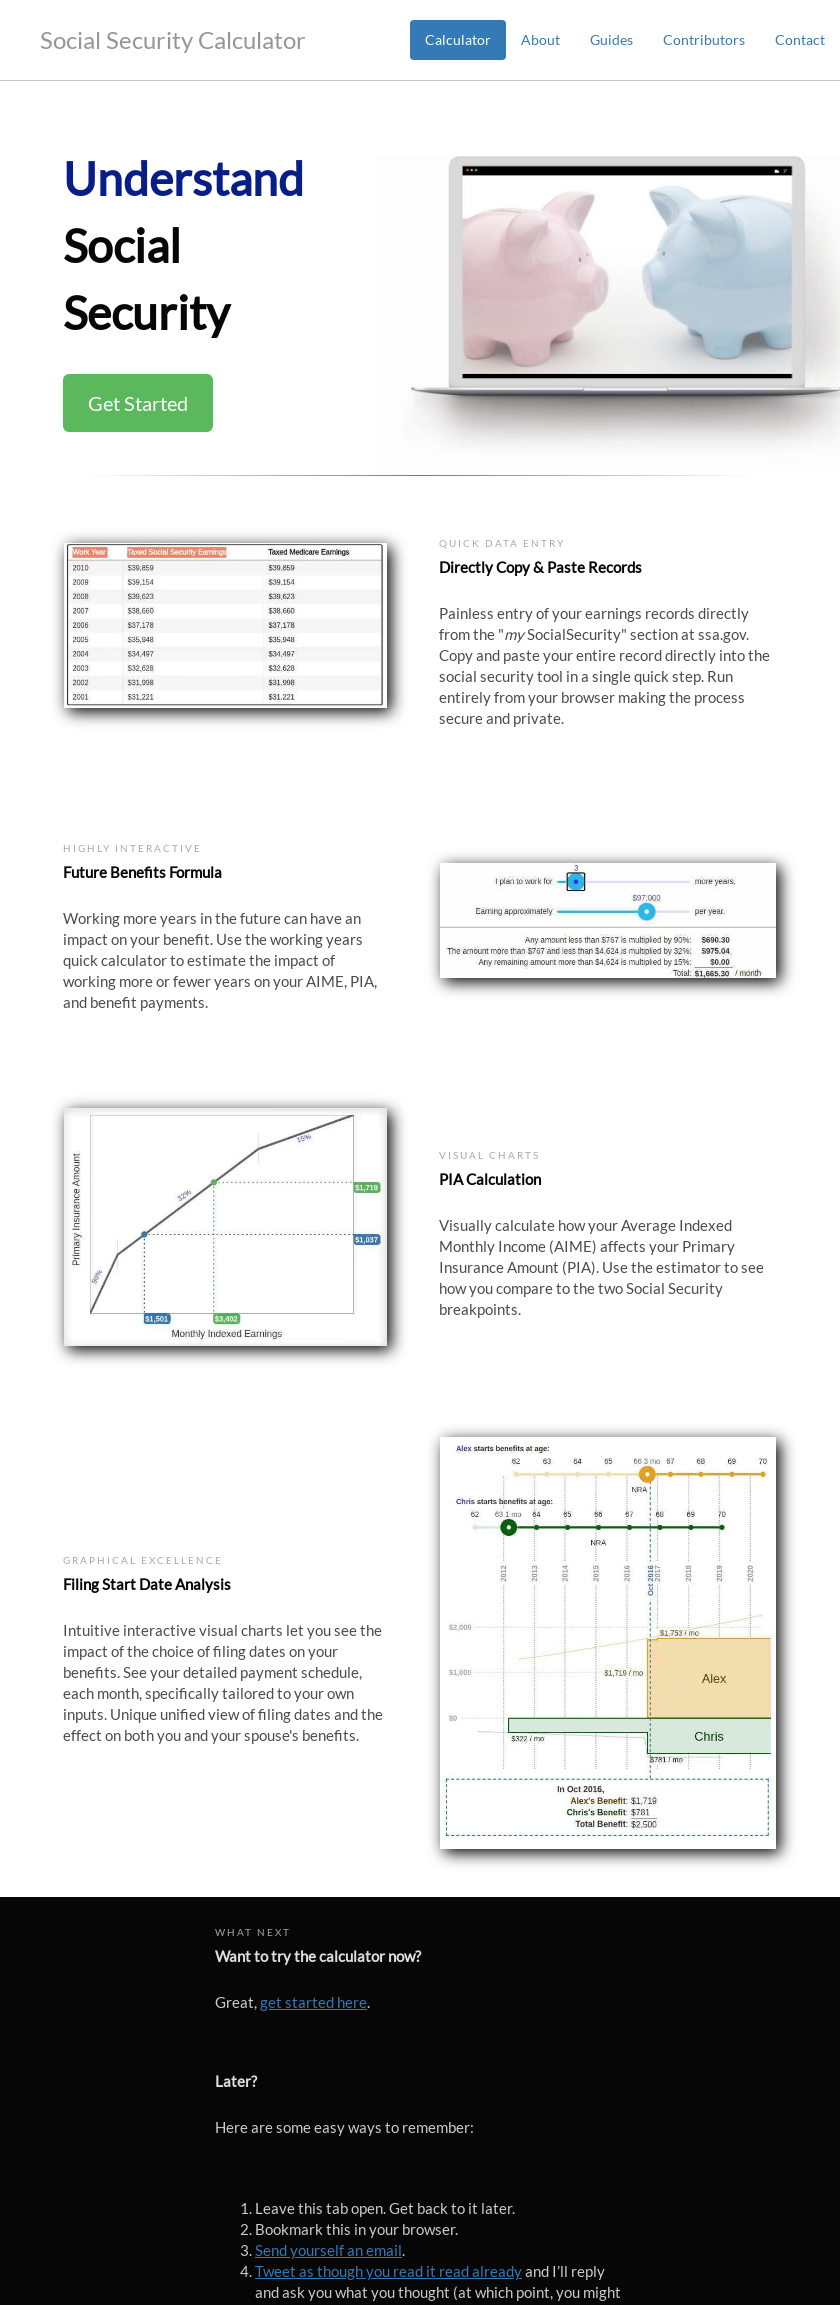 Social Security Calculator
Calculator
About
Guides
Contributors
Contact
Understand
Social
Security
Get Started
Work Year Taxed Social Security Earnings Taxed Medicare Earnings
2010 $39,859 $39,859
2009 $39,154 $39,154
2008 $39,623 $39,623
2007 $38,660 $38,660
2006 $37,178 $37,178
2005 $35,948 $35,948
2004 $34,497 $34,497
2003 $32,628 $32,628
2002 $31,998 $31,998
2001 $31,221 $31,221
QUICK DATA ENTRY
Directly Copy & Paste Records
Painless entry of your earnings records directly
from the "my SocialSecurity" section at ssa.gov.
Copy and paste your entire record directly into the
social security tool in a single quick step. Run
entirely from your browser making the process
secure and private.
HIGHLY INTERACTIVE
Future Benefits Formula
Working more years in the future can have an
impact on your benefit. Use the working years
quick calculator to estimate the impact of
working more or fewer years on your AIME, PIA,
and benefit payments.
3
I plan to work for more years.
$97,000
Earning approximately per year.
Any amount less than $767 is multiplied by 90%: $690.30
The amount more than $767 and less than $4,624 is multiplied by 32%: $975.04
Any remaining amount more than $4,624 is multiplied by 15%: $0.00
Total: $1,665.30 / month
Primary Insurance Amount
90%
32%
15%
$1,719
$1,037
$1,501
$3,402
Monthly Indexed Earnings
VISUAL CHARTS
PIA Calculation
Visually calculate how your Average Indexed
Monthly Income (AIME) affects your Primary
Insurance Amount (PIA). Use the estimator to see
how you compare to the two Social Security
breakpoints.
GRAPHICAL EXCELLENCE
Filing Start Date Analysis
Intuitive interactive visual charts let you see the
impact of the choice of filing dates on your
benefits. See your detailed payment schedule,
each month, specifically tailored to your own
inputs. Unique unified view of filing dates and the
effect on both you and your spouse's benefits.
Alex starts benefits at age:
62 63 64 65 66 3 mo 67 68 69 70
NRA
Chris starts benefits at age:
62 63 1 mo 64 65 66 67 68 69 70
NRA
2012 2013 2014 2015 2016 Oct 2016 2017 2018 2019 2020
$2,000
$1,753 / mo
$1,000
$1,719 / mo
Alex
$0
Chris
$322 / mo
$781 / mo
In Oct 2016,
Alex's Benefit: $1,719
Chris's Benefit: $781
Total Benefit: $2,500
WHAT NEXT
Want to try the calculator now?
Great, get started here.
Later?
Here are some easy ways to remember:
1. Leave this tab open. Get back to it later.
2. Bookmark this in your browser.
3. Send yourself an email.
4. Tweet as though you read it read already and I'll reply
and ask you what you thought (at which point, you might